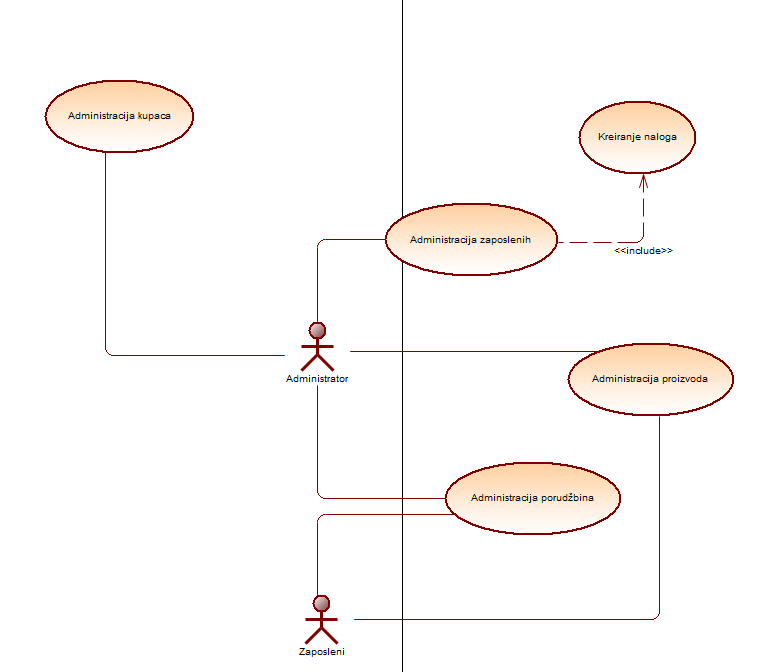 Administracija kupaca
Kreiranje naloga
Administracija zaposlenih
<<include>>
Administrator
Administracija proizvoda
Administracija porudžbina
Zaposleni